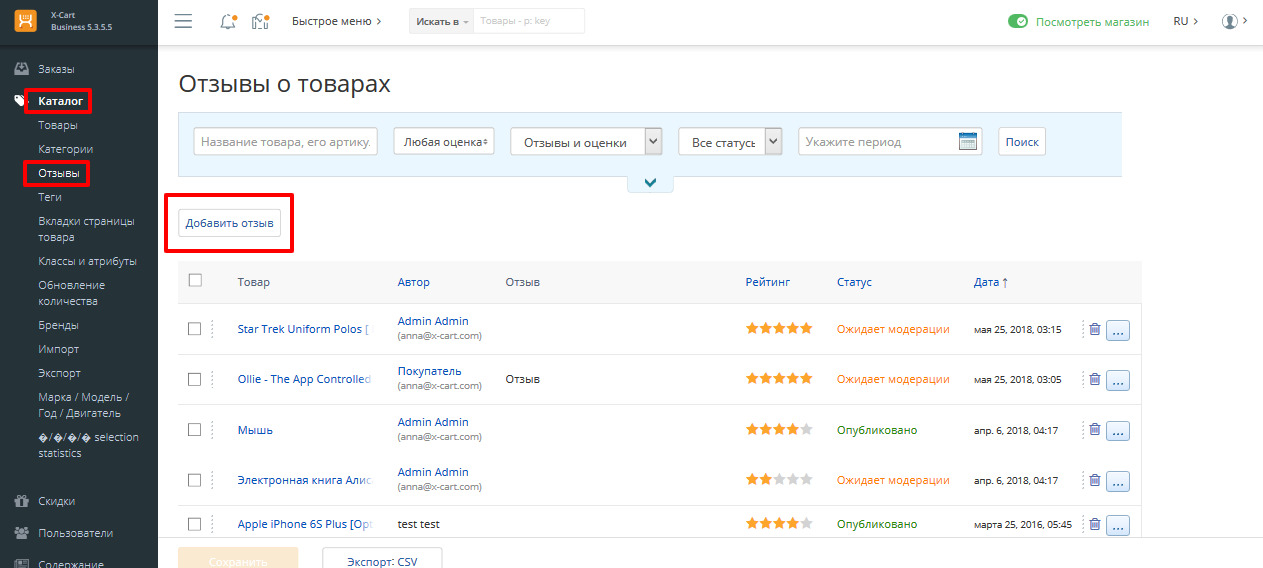 X-Cart
Business 5.3.5.5
Быстрое меню
Искать в
Товары - p: key
Посмотреть магазин
RU
Заказы
Каталог
Товары
Категории
Отзывы
Теги
Вкладки страницы
товара
Классы и атрибуты
Обновление
количества
Бренды
Импорт
Экспорт
Марка / Модель /
Год / Двигатель
�/�/�/� selection
statistics
Скидки
Пользователи
Содержание
Отзывы о товарах
Название товара, его артику.
Любая оценка
Отзывы и оценки
Все статусы
Укажите период
Поиск
Добавить отзыв
Товар Автор Отзыв Рейтинг Статус Дата ↑
Star Trek Uniform Polos [ Admin Admin (anna@x-cart.com) Ожидает модерации мая 25, 2018, 03:15 ...
Ollie - The App Controlled Покупатель (anna@x-cart.com) Отзыв Ожидает модерации мая 25, 2018, 03:05 ...
Мышь Admin Admin (anna@x-cart.com) Опубликовано апр. 6, 2018, 04:17 ...
Электронная книга Алис Admin Admin (anna@x-cart.com) Ожидает модерации апр. 6, 2018, 04:17 ...
Apple iPhone 6S Plus [Opt test test Опубликовано марта 25, 2016, 05:45 ...
Сохранить
Экспорт: CSV